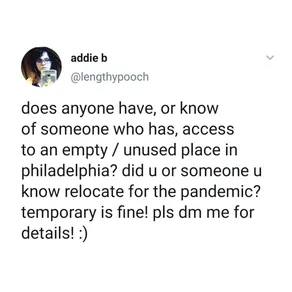 addie b
@lengthypooch
does anyone have, or know
of someone who has, access
to an empty / unused place in
philadelphia? did u or someone u
know relocate for the pandemic?
temporary is fine! pls dm me for
details! :)